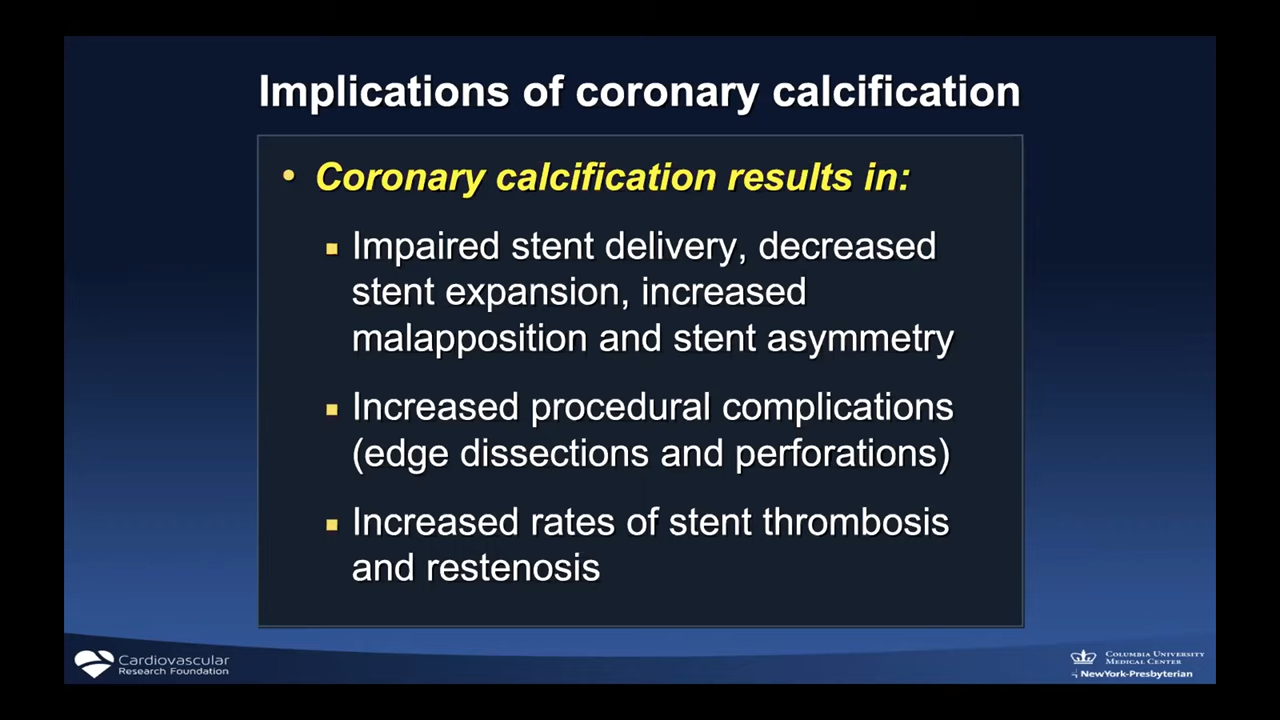 Implications of coronary calcification
• Coronary calcification results in:
▪ Impaired stent delivery, decreased
stent expansion, increased
malapposition and stent asymmetry
▪ Increased procedural complications
(edge dissections and perforations)
▪ Increased rates of stent thrombosis
and restenosis
Cardiovascular
Research Foundation
COLUMBIA UNIVERSITY
MEDICAL CENTER
NewYork-Presbyterian